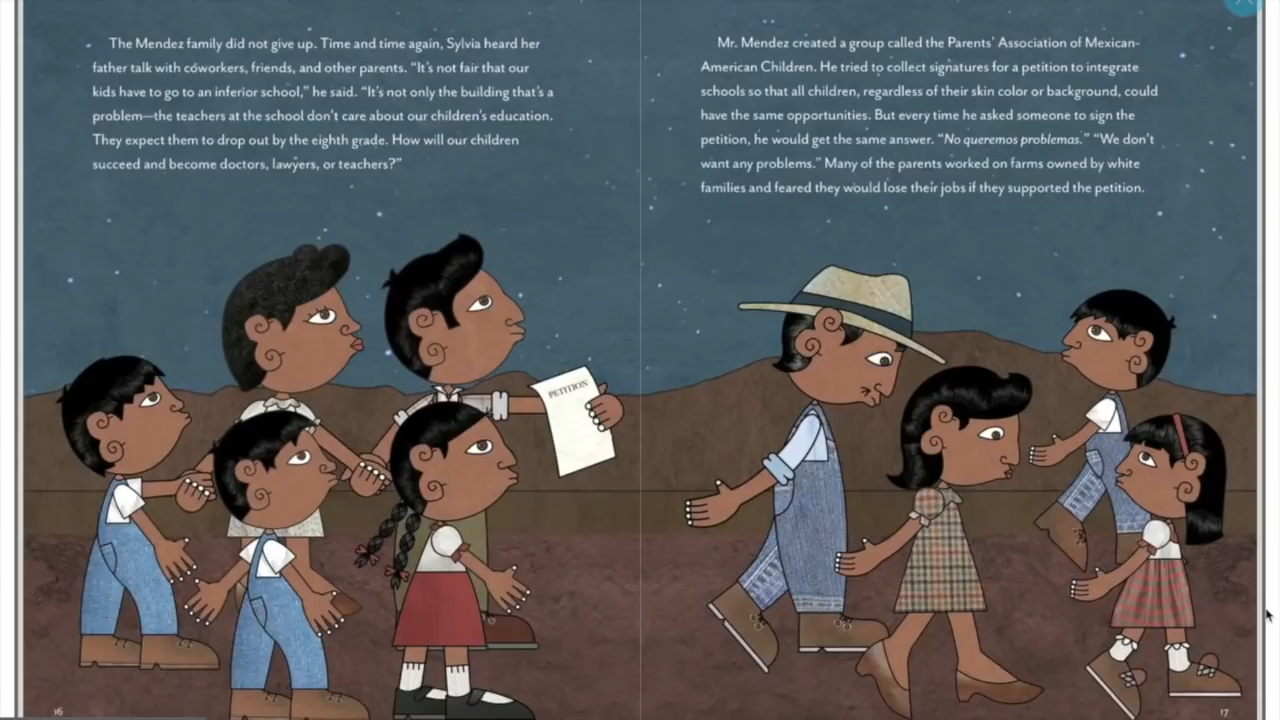 The Mendez family did not give up. Time and time again, Sylvia heard her
father talk with coworkers, friends, and other parents. “It’s not fair that our
kids have to go to an inferior school,” he said. “It’s not only the building that’s a
problem—the teachers at the school don’t care about our children’s education.
They expect them to drop out by the eighth grade. How will our children
succeed and become doctors, lawyers, or teachers?”
PETITION
16
Mr. Mendez created a group called the Parents’ Association of Mexican-
American Children. He tried to collect signatures for a petition to integrate
schools so that all children, regardless of their skin color or background, could
have the same opportunities. But every time he asked someone to sign the
petition, he would get the same answer. “No queremos problemas.” “We don’t
want any problems.” Many of the parents worked on farms owned by white
families and feared they would lose their jobs if they supported the petition.
17